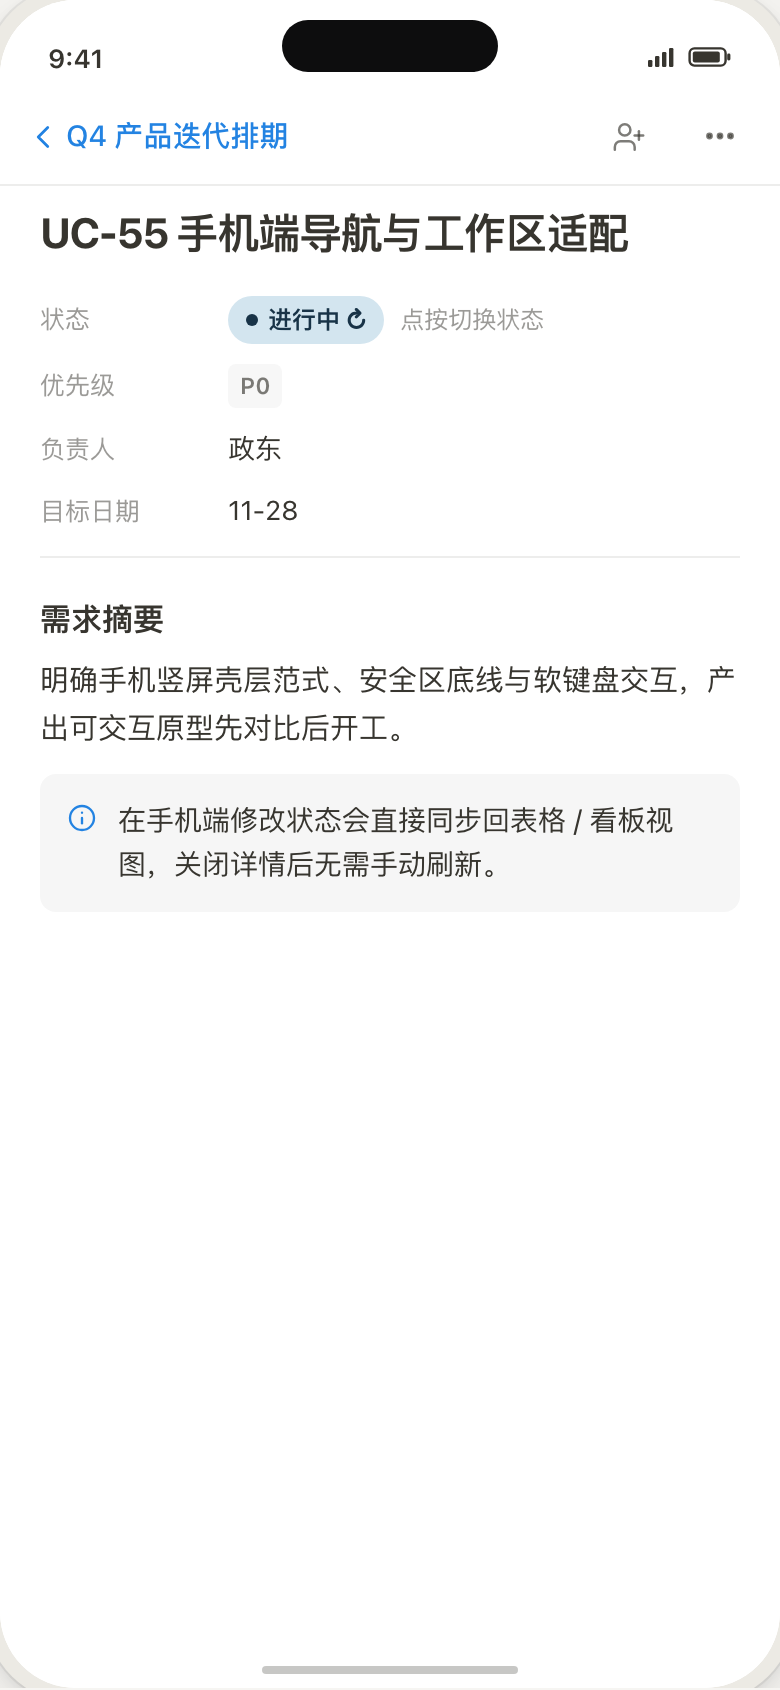 9:41
Q4 产品迭代排期
UC-55 手机端导航与工作区适配
状态 进行中 点按切换状态
优先级 P0
负责人 政东
目标日期 11-28
需求摘要
明确手机竖屏壳层范式、安全区底线与软键盘交互，产
出可交互原型先对比后开工。
在手机端修改状态会直接同步回表格 / 看板视
图，关闭详情后无需手动刷新。